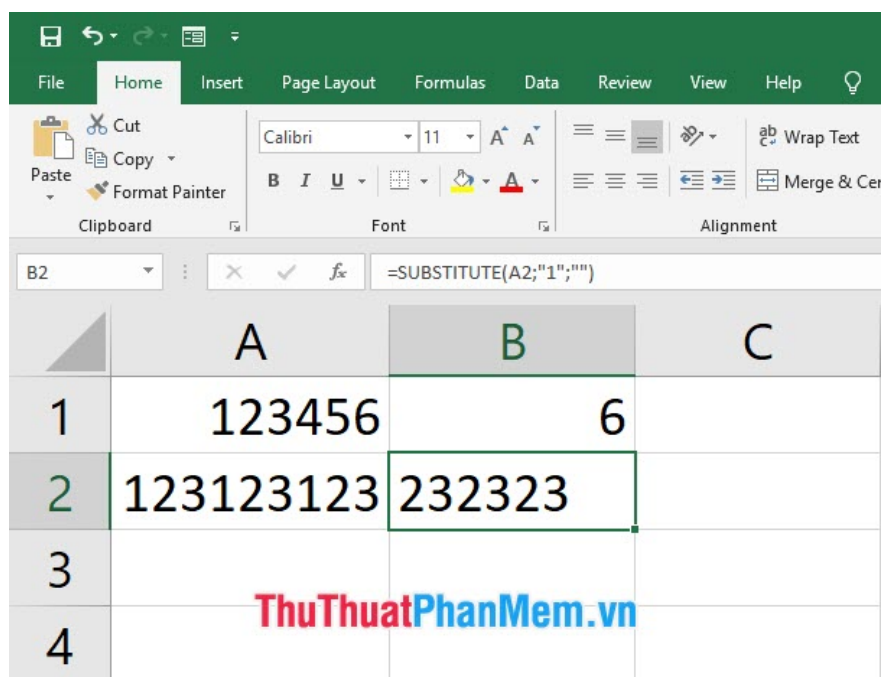 File Home Insert Page Layout Formulas Data Review View Help
Cut
Calibri 11 A A ab Wrap Text
Copy
Paste
Format Painter B I U A Merge & Cer
Clipboard Font Alignment
B2 fx =SUBSTITUTE(A2;"1";"")
A B C
1 123456 6
2 123123123 232323
3
ThuThuatPhanMem.vn
4